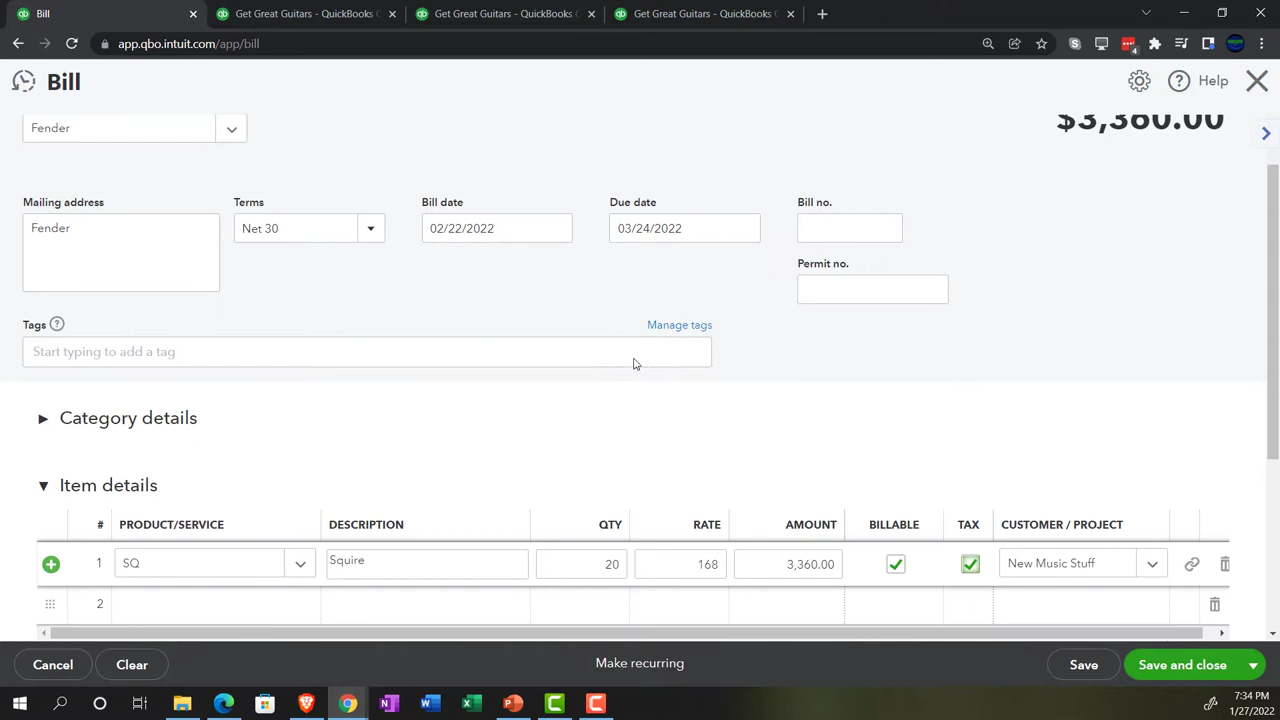 Bill
Get Great Guitars - QuickBooks C
Get Great Guitars - QuickBooks C
Get Great Guitars - QuickBooks C
app.qbo.intuit.com/app/bill
4
Bill
Help
Fender
$3,360.00
Mailing address
Terms
Bill date
Due date
Bill no.
Fender
Net 30
02/22/2022
03/24/2022
Permit no.
Tags
Manage tags
Start typing to add a tag
Category details
Item details
# PRODUCT/SERVICE DESCRIPTION QTY RATE AMOUNT BILLABLE TAX CUSTOMER / PROJECT
1 SQ Squire 20 168 3,360.00 New Music Stuff
2
Cancel
Clear
Make recurring
Save
Save and close
7:34 PM
1/27/2022